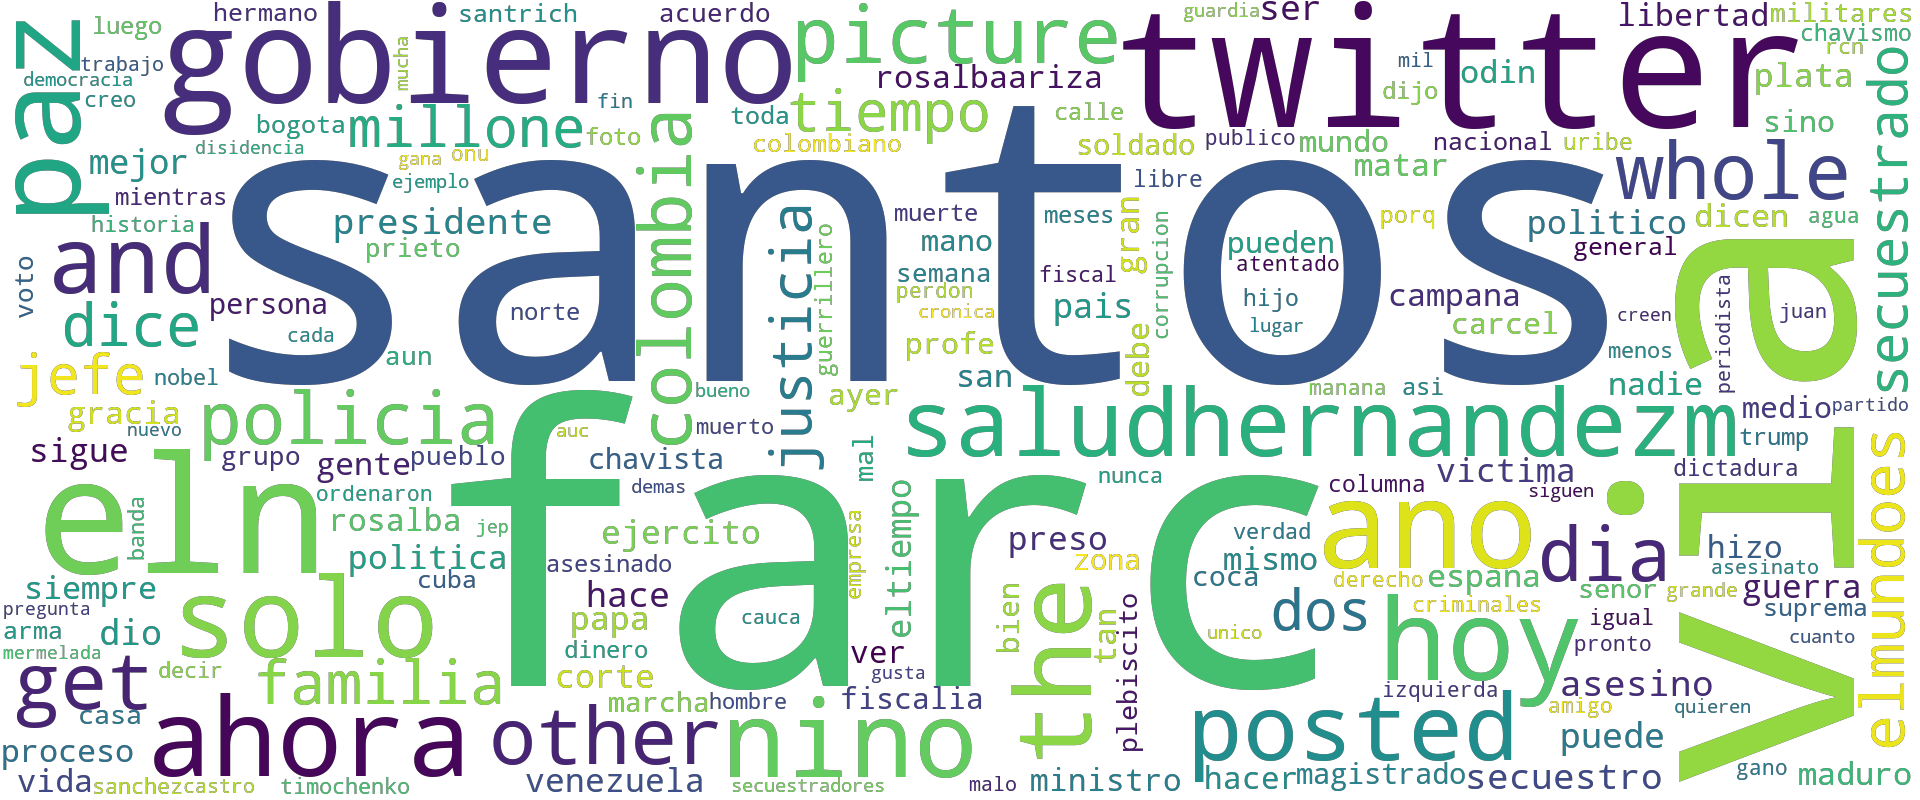 hermano santrich acuerdo guardia ser libertad militares
luego gobierno picture twitter chavismo
trabajo mucha rosalbaariza mil odin rcn
paz democracia plata
creo fin millone tiempo calle dijo secuestrado
bogota toda foto sino
disidencia gana onu colombiano soldado publico mundo nacional uribe
mejor ejemplo matar whole
mientras libre
historia presidente colombia muerte meses porq politico dicen agua
and prieto santos justicia guerrillero mano gran pueden general via
voto semana fiscal corrupcion atentado
persona norte perdon hijo campana periodista
dice cada cronica pais lugar carcel creen juan
jefe aun profe debe menos
nobel san nadie
gracia bueno ayer manana asi
policia saludhernandezm medio partido
nuevo auc muerto trump
sigue grupo gente pueblo chavista mal victima dictadura elmundoes
eln ordenaron demas farc nunca columna siguen
banda rosalba jep ejercito eltiempo verdad ano
politica preso mismo dia hizo
siempre cuba asesinado empresa zona coca espana asesinato
solo hace derecho senor grande guerra
pregunta papa cauca bien tan plebiscito dos criminales igual suprema
arma dio the unico hoy pronto cuanto
mermelada dinero ver
get decir familia corte gusta izquierda asesino
casa marcha hombre fiscalia amigo quieren
ahora other nino posted puede
proceso
vida sanchezcastro timochenko venezuela secuestradores malo ministro hacer magistrado secuestro gano maduro